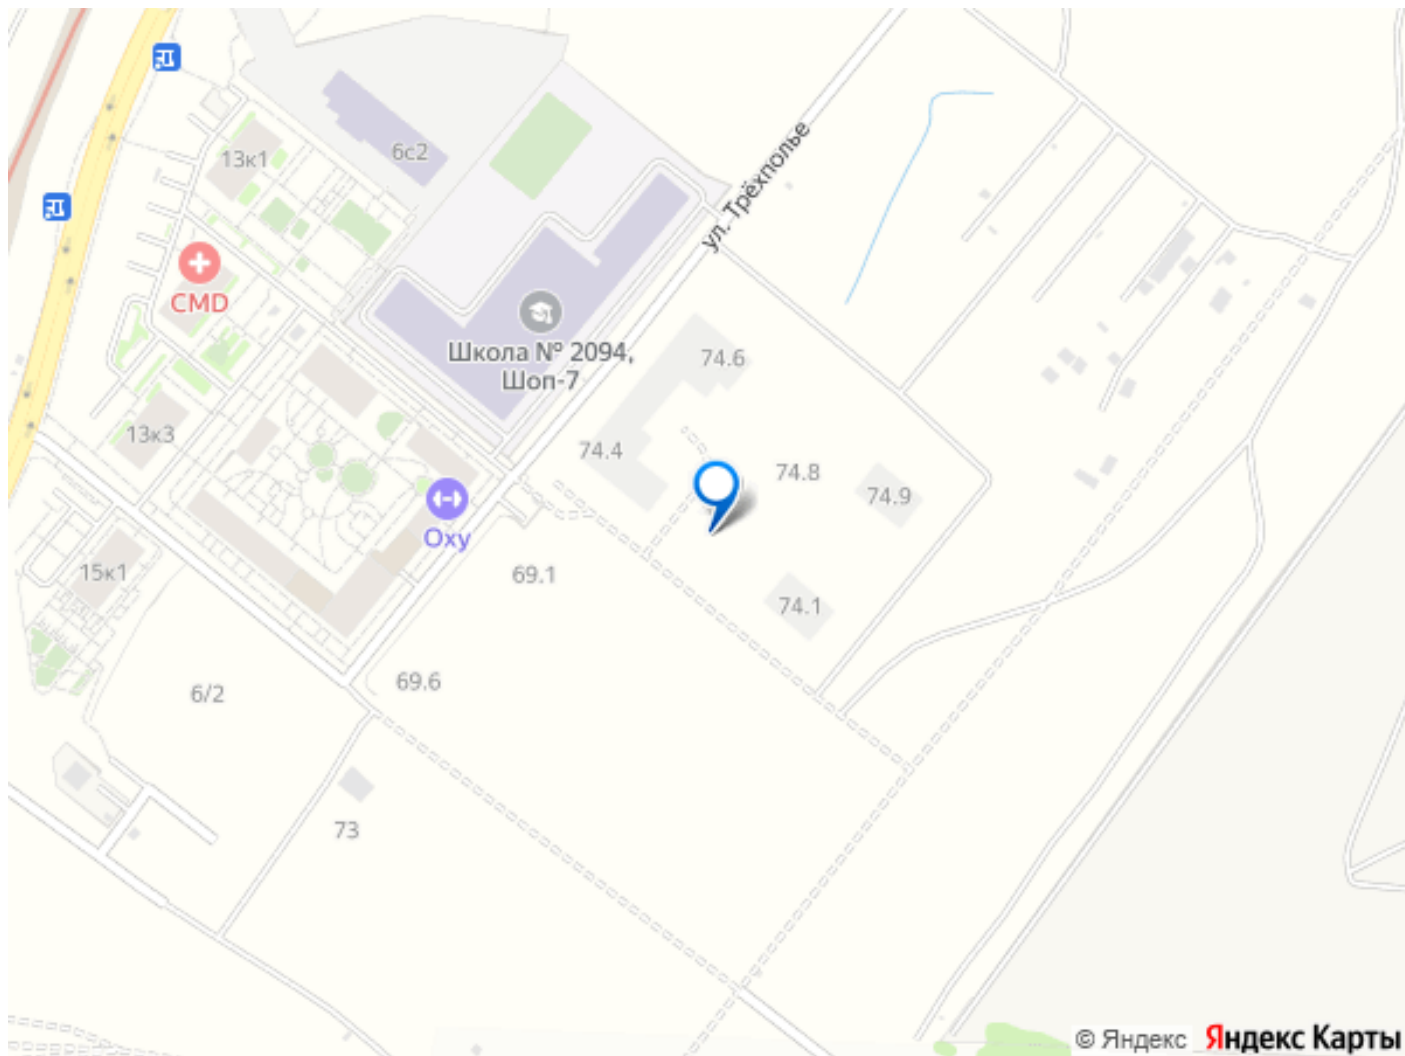 13к1
6с2
ул. Трёхполье
CMD
Школа № 2094,
Шоп-7
74.6
13к3
74.4
74.8
74.9
Oxy
15к1
69.1
74.1
69.6
6/2
73
© Яндекс Яндекс Карты